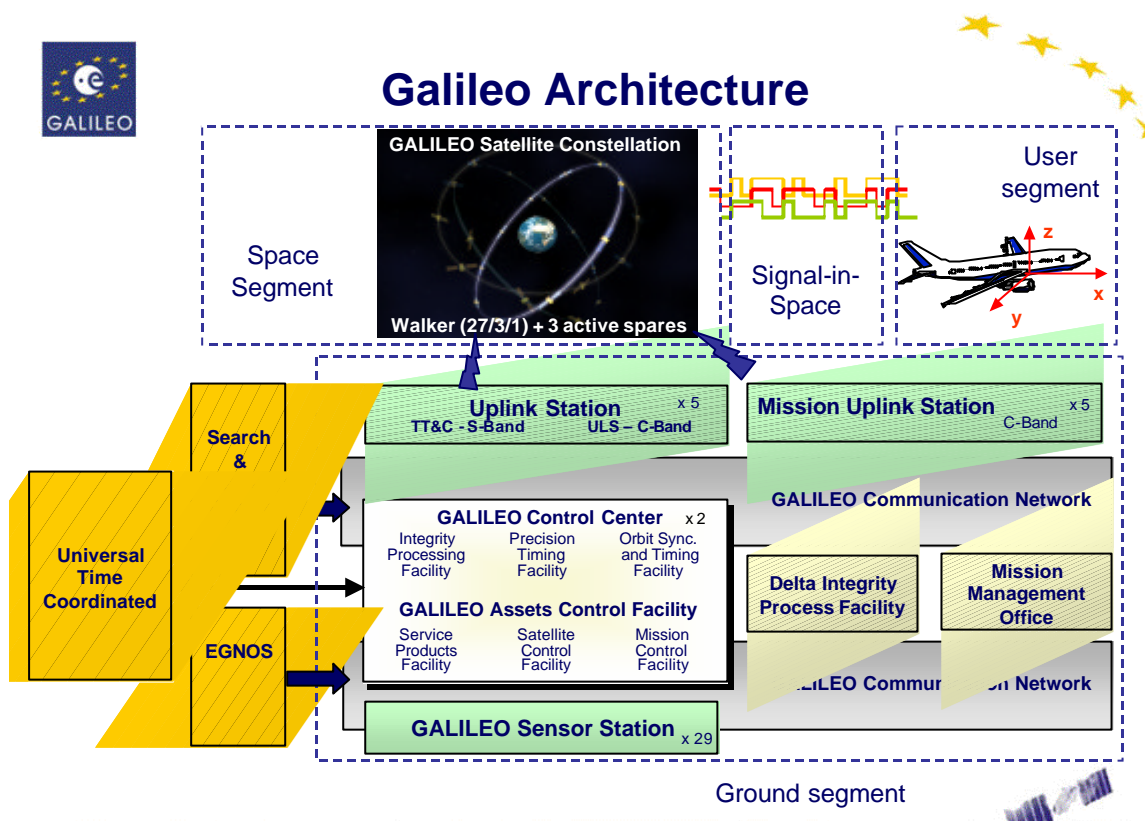 GALILEO
Galileo Architecture
GALILEO Satellite Constellation
Walker (27/3/1) + 3 active spares
Space
Segment
Signal-in-
Space
User
segment
z
x
y
Uplink Station x 5
TT&C - S-Band ULS – C-Band
Mission Uplink Station x 5
C-Band
Search
&
GALILEO Communication Network
Universal
Time
Coordinated
GALILEO Control Center x 2
Integrity
Processing
Facility
Precision
Timing
Facility
Orbit Sync.
and Timing
Facility
GALILEO Assets Control Facility
Service
Products
Facility
Satellite
Control
Facility
Mission
Control
Facility
Delta Integrity
Process Facility
Mission
Management
Office
EGNOS
GALILEO Sensor Station x 29
Ground segment